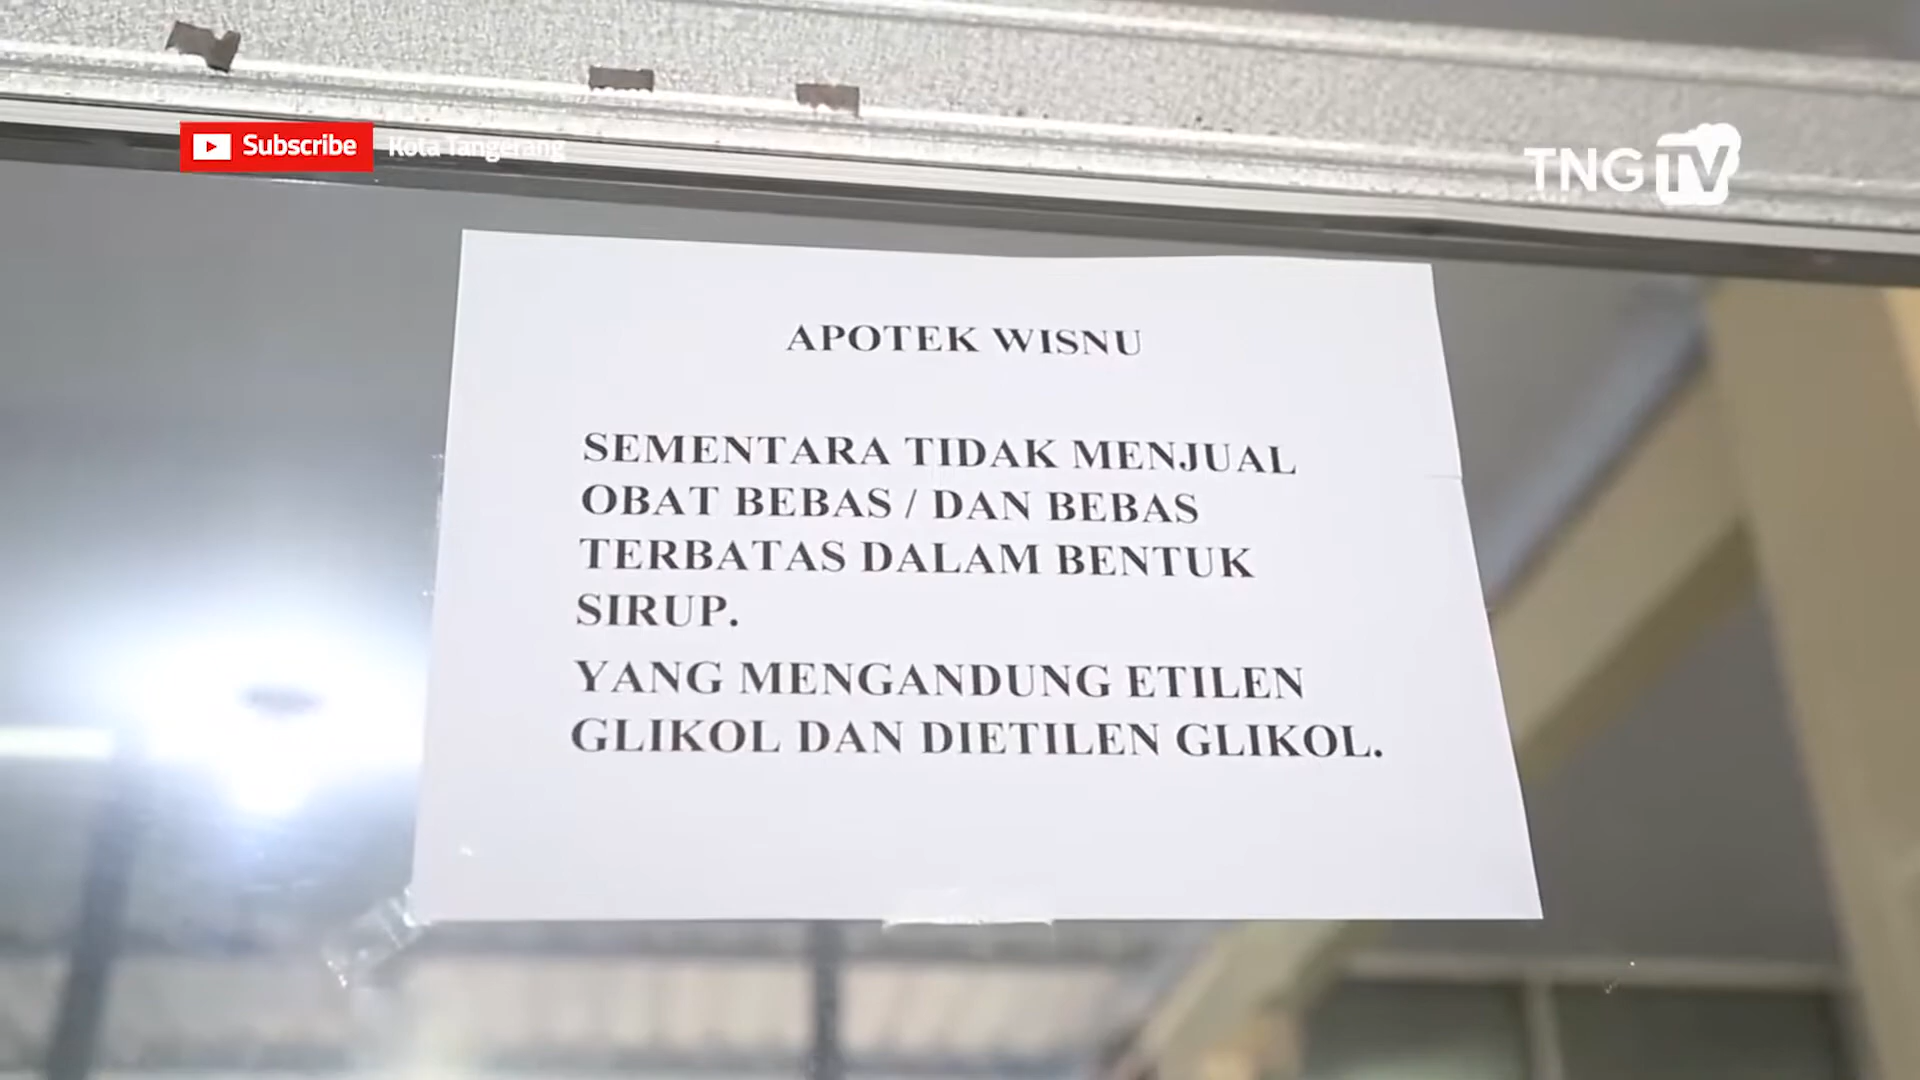 Subscribe Kota Tangerang
TNG TV
APOTEK WISNU
SEMENTARA TIDAK MENJUAL
OBAT BEBAS / DAN BEBAS
TERBATAS DALAM BENTUK
SIRUP.
YANG MENGANDUNG ETILEN
GLIKOL DAN DIETILEN GLIKOL.